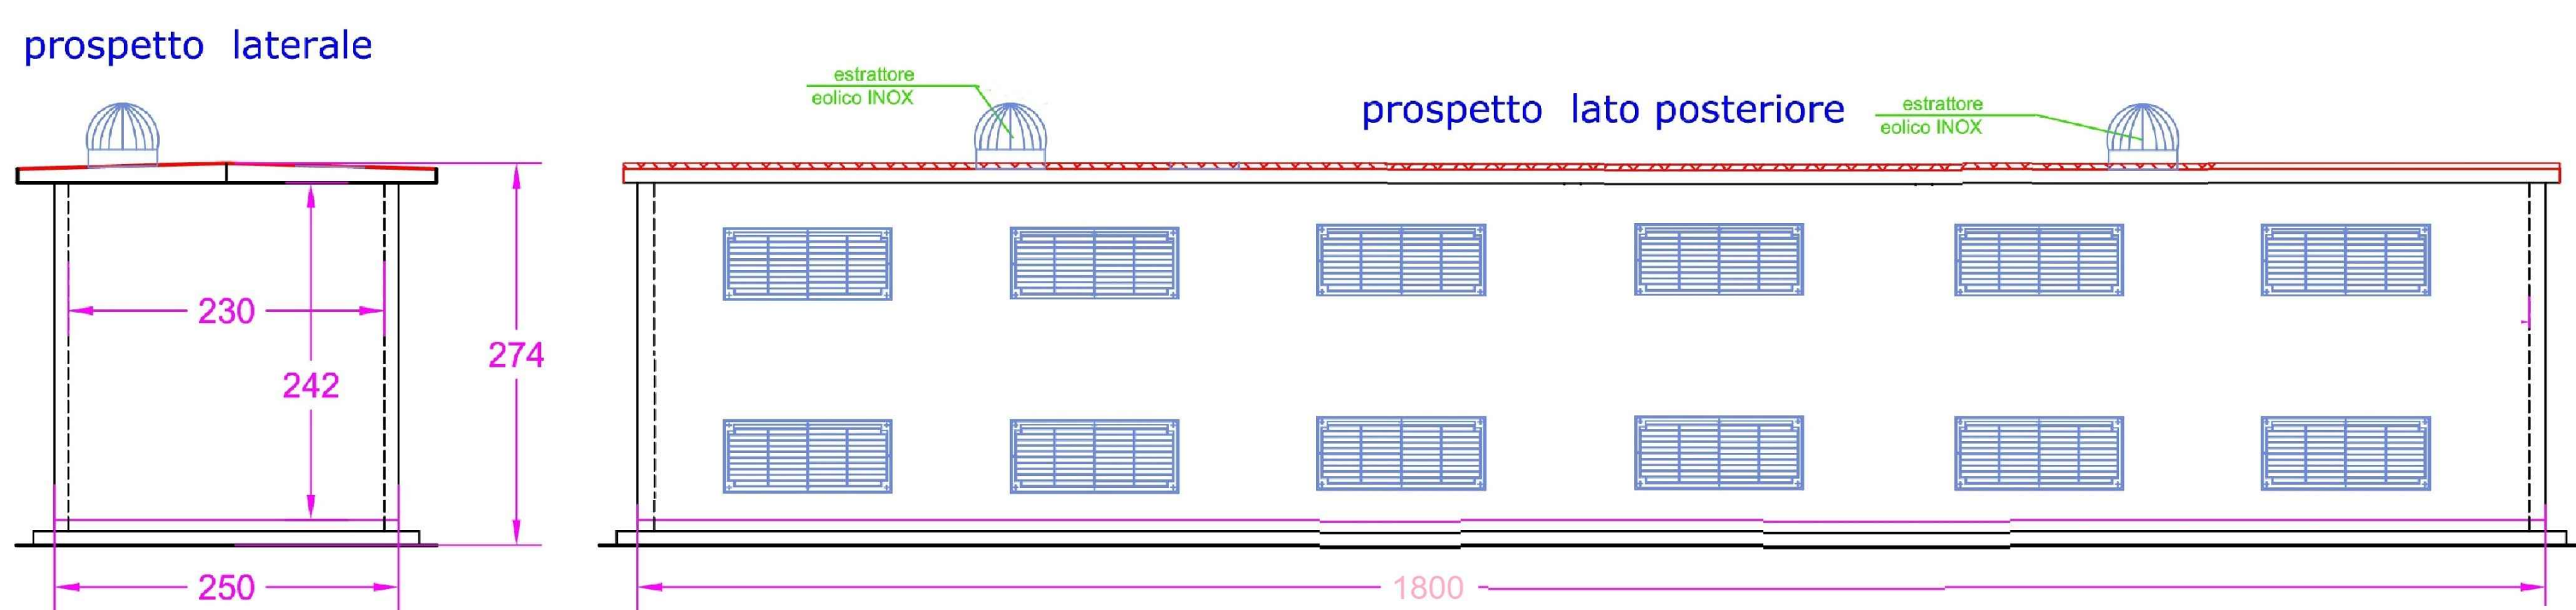 prospetto laterale
estrattore
eolico INOX
prospetto lato posteriore
estrattore
eolico INOX
230
242
274
250
1800